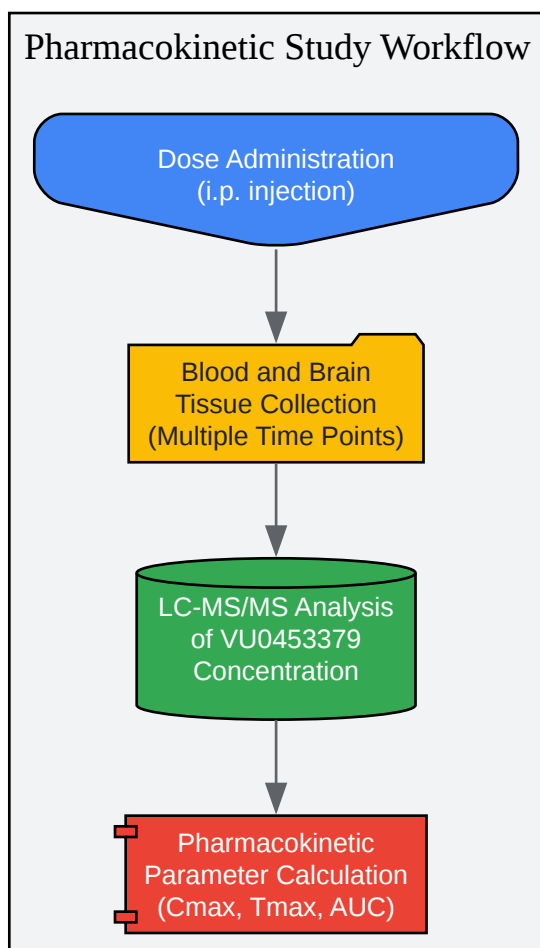 Pharmacokinetic Study Workflow
Dose Administration
(i.p. injection)
Blood and Brain
Tissue Collection
(Multiple Time Points)
LC-MS/MS Analysis
of VU0453379
Concentration
Pharmacokinetic
Parameter Calculation
(Cmax, Tmax, AUC)